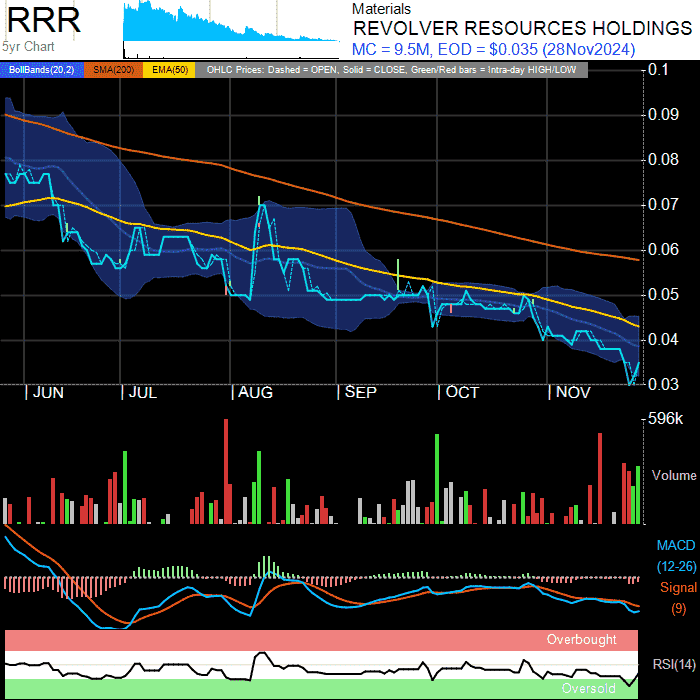 RRR
5yr Chart
Materials
REVOLVER RESOURCES HOLDINGS
MC = 9.5M, EOD = $0.035 (28Nov2024)
BollBands(20,2) SMA(200) EMA(50) OHLC Prices: Dashed = OPEN, Solid = CLOSE, Green/Red bars = Intra-day HIGH/LOW
0.1
0.09
0.08
0.07
0.06
0.05
0.04
0.03
JUN JUL AUG SEP OCT NOV
596k
Volume
MACD
(12-26)
Signal
(9)
Overbought
RSI(14)
Oversold